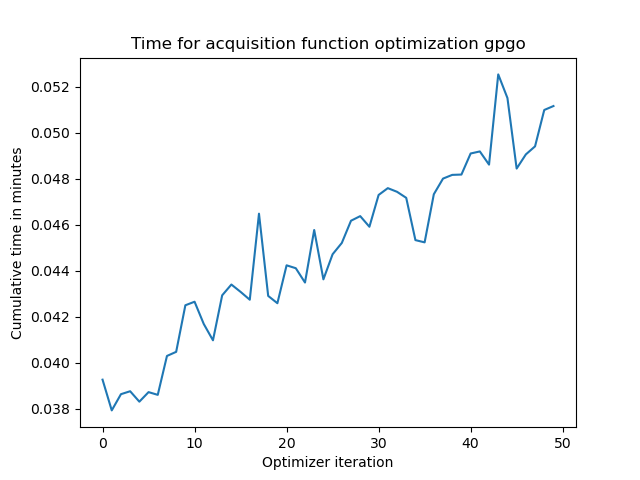 Time for acquisition function optimization gpgo
Cumulative time in minutes
0.052
0.050
0.048
0.046
0.044
0.042
0.040
0.038
0 10 20 30 40 50
Optimizer iteration